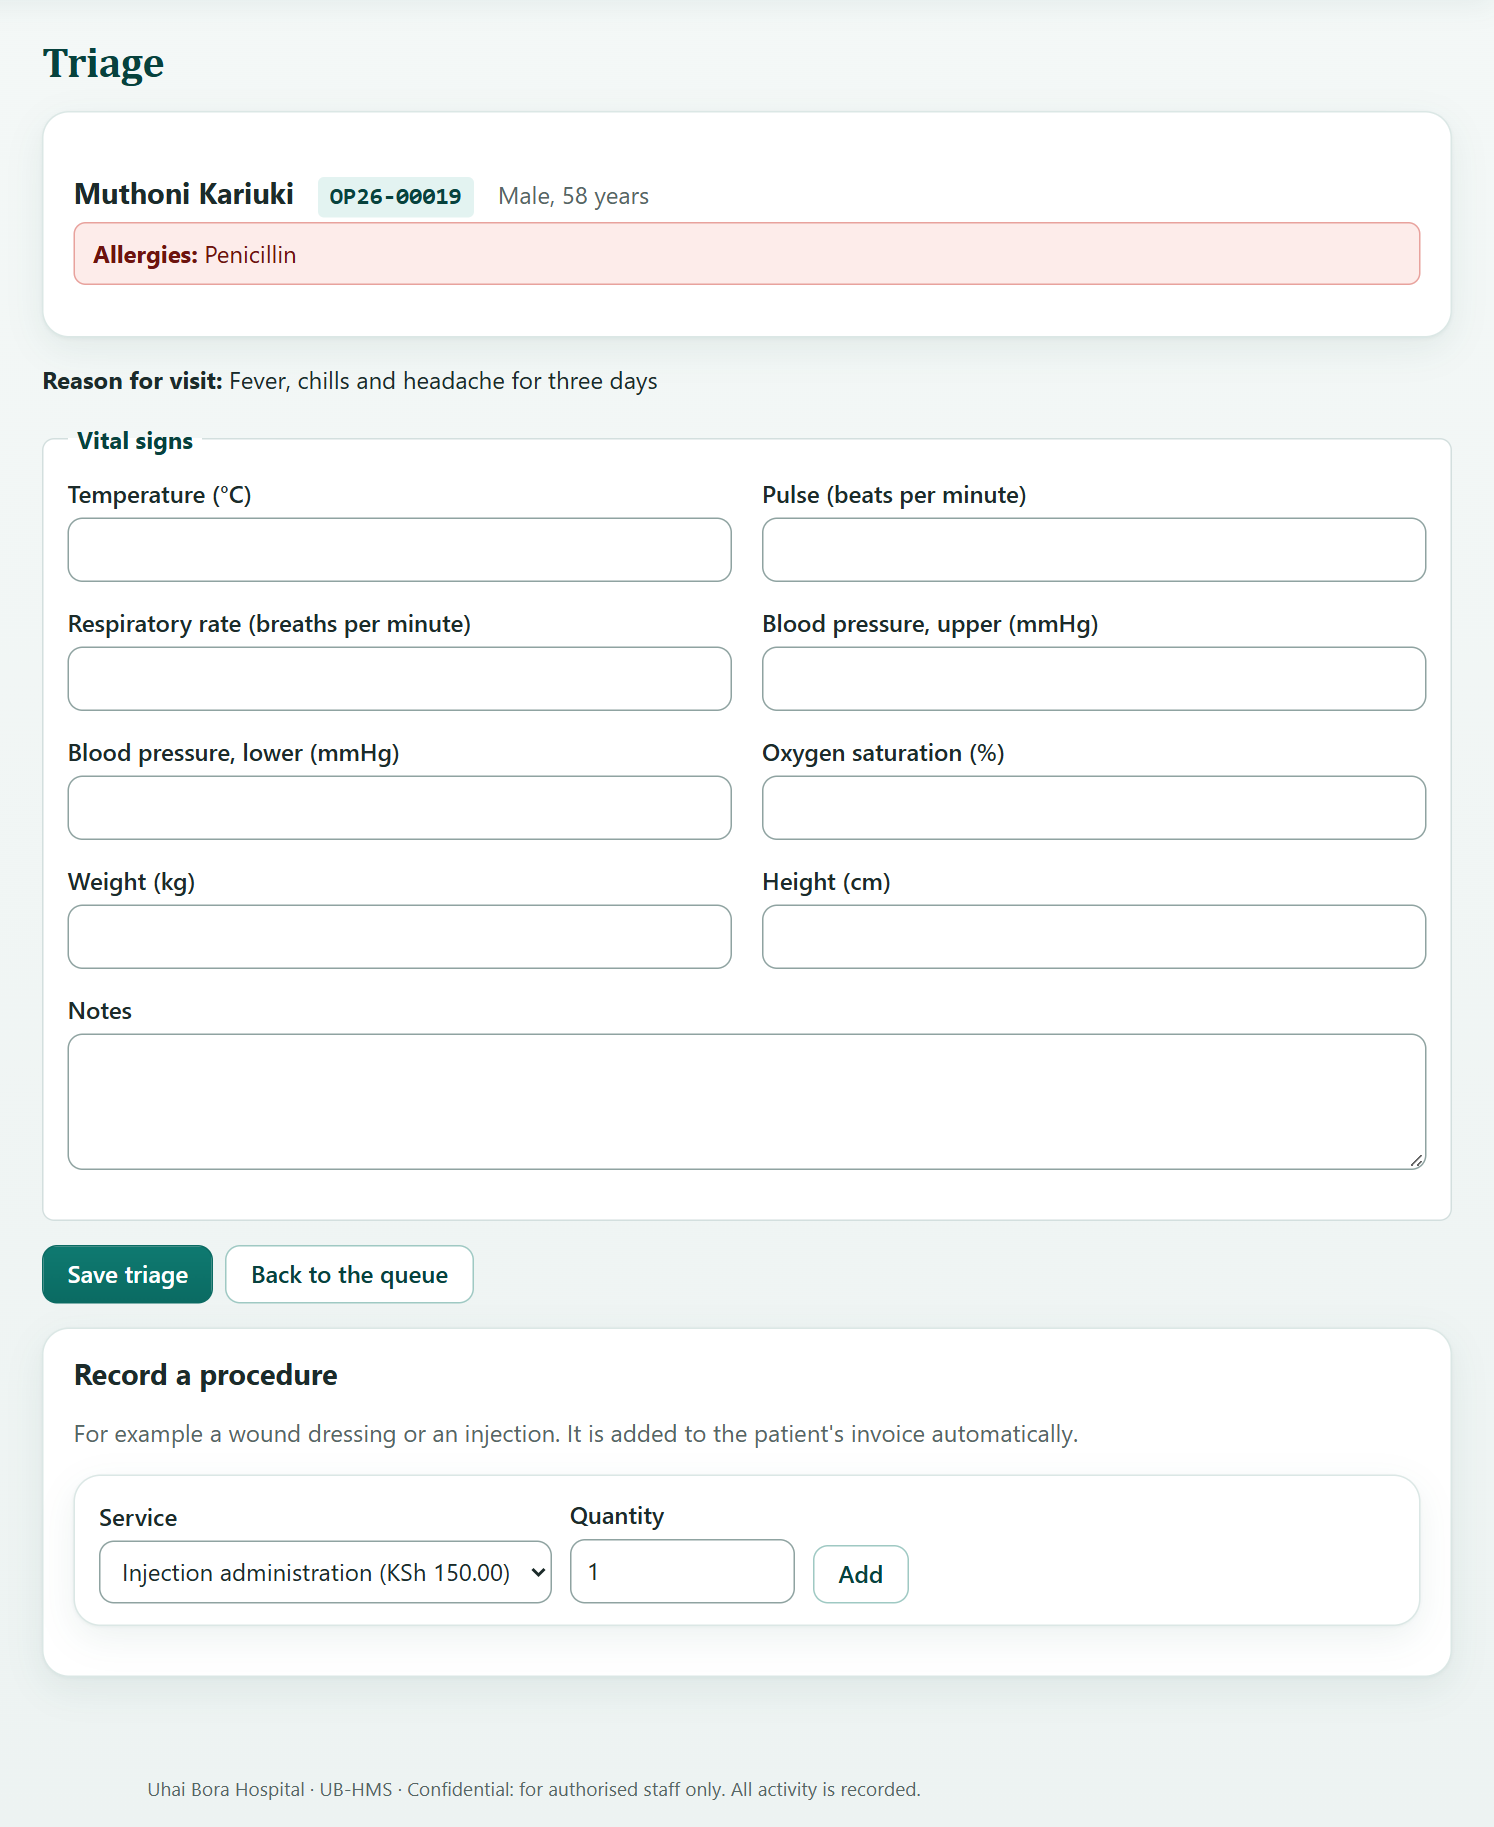 Triage
Muthoni Kariuki OP26-00019 Male, 58 years
Allergies: Penicillin
Reason for visit: Fever, chills and headache for three days
Vital signs
Temperature (°C) Pulse (beats per minute)
Respiratory rate (breaths per minute) Blood pressure, upper (mmHg)
Blood pressure, lower (mmHg) Oxygen saturation (%)
Weight (kg) Height (cm)
Notes
Save triage Back to the queue
Record a procedure
For example a wound dressing or an injection. It is added to the patient's invoice automatically.
Service Quantity
Injection administration (KSh 150.00) 1 Add
Uhai Bora Hospital · UB-HMS · Confidential: for authorised staff only. All activity is recorded.